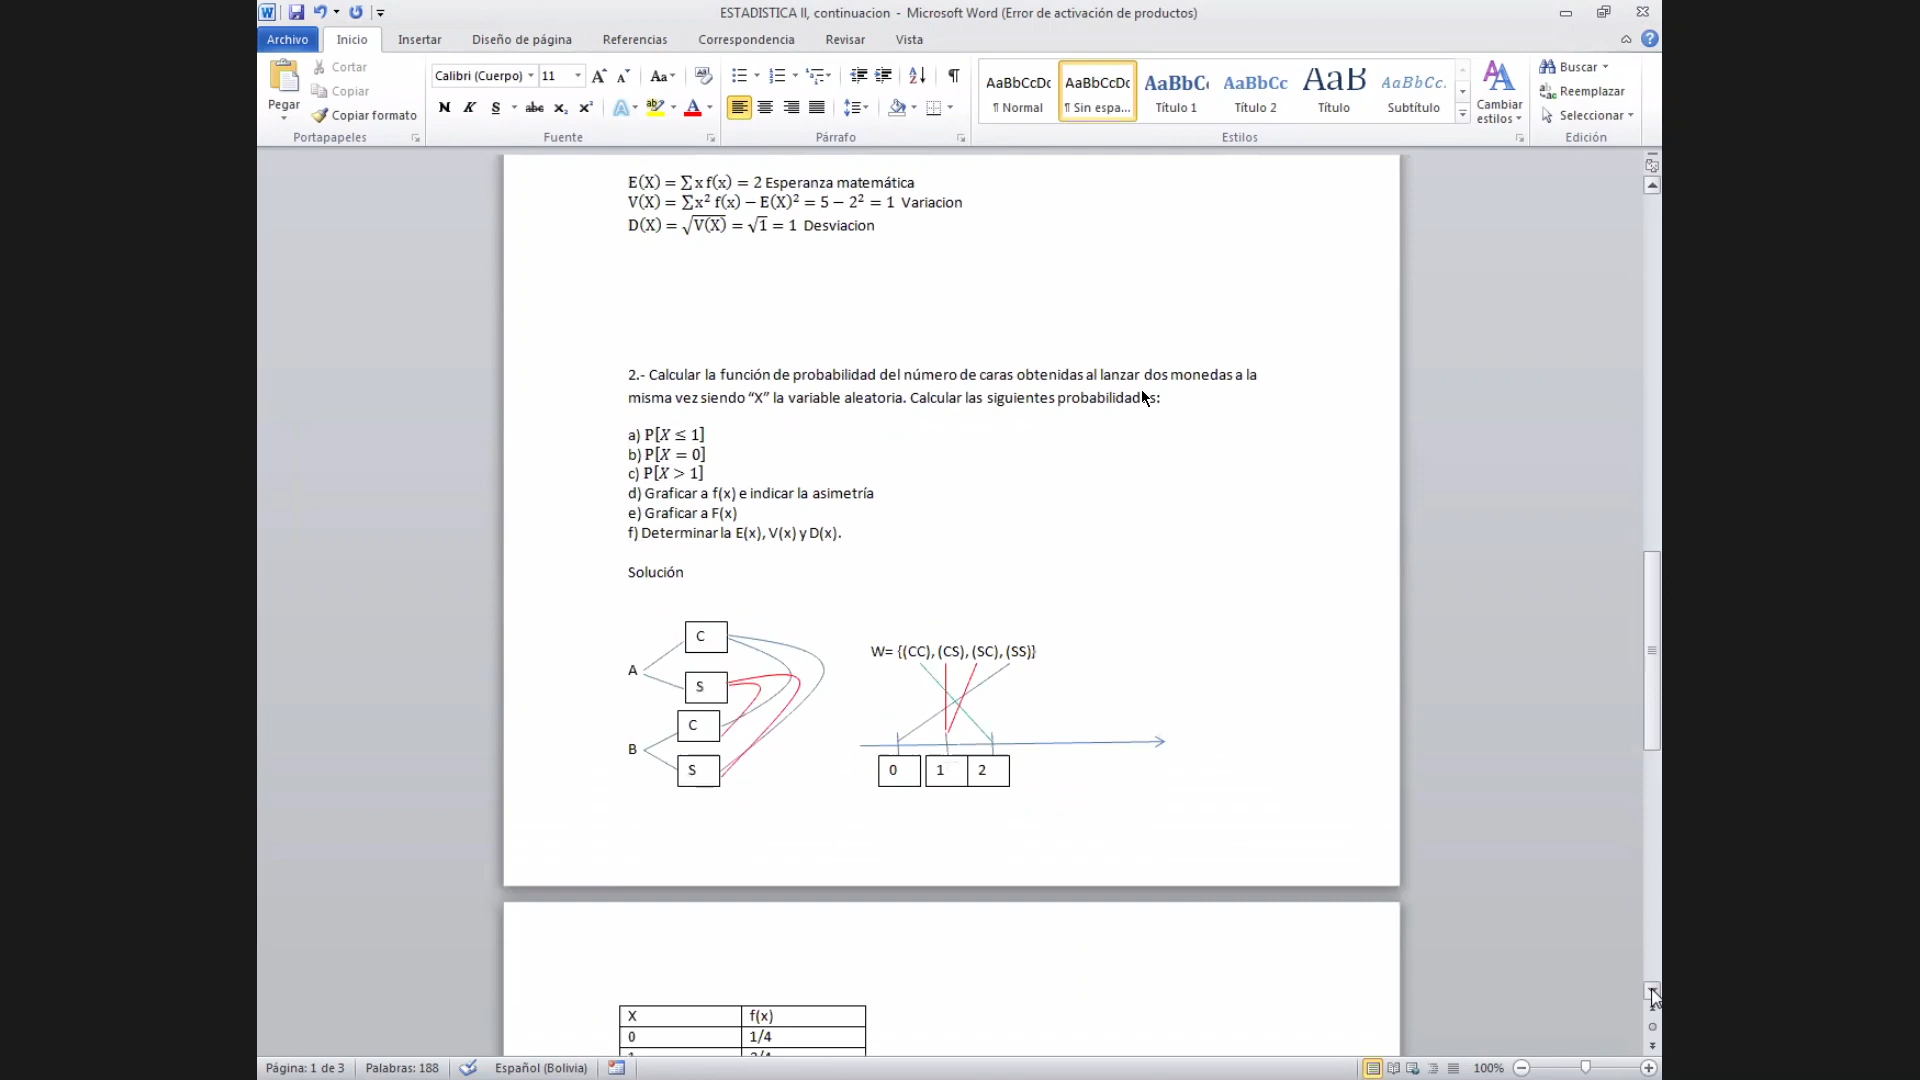 ESTADISTICA II, continuacion - Microsoft Word (Error de activación de productos)
Archivo Inicio Insertar Diseño de página Referencias Correspondencia Revisar Vista
Pegar
Cortar
Copiar
Copiar formato
Portapapeles
Calibri (Cuerpo) 11
N K S abc x₂ x²
Fuente
Párrafo
AaBbCcDc AaBbCcDc AaBbC AaBbCc AaB AaBbCc.
¶ Normal ¶ Sin espa... Título 1 Título 2 Título Subtítulo
Cambiar estilos
Estilos
Buscar
Reemplazar
Seleccionar
Edición
E(X) = ∑x f(x) = 2 Esperanza matemática
V(X) = ∑x² f(x) − E(X)² = 5 − 2² = 1 Variacion
D(X) = √V(X) = √1 = 1 Desviacion
2.- Calcular la función de probabilidad del número de caras obtenidas al lanzar dos monedas a la
misma vez siendo “X” la variable aleatoria. Calcular las siguientes probabilidades:
a) P[X ≤ 1]
b) P[X = 0]
c) P[X > 1]
d) Graficar a f(x) e indicar la asimetría
e) Graficar a F(x)
f) Determinar la E(x), V(x) y D(x).
Solución
C
A
S
C
B
S
W= {(CC), (CS), (SC), (SS)}
0 1 2
X f(x)
0 1/4
Página: 1 de 3 Palabras: 188 Español (Bolivia) 100%